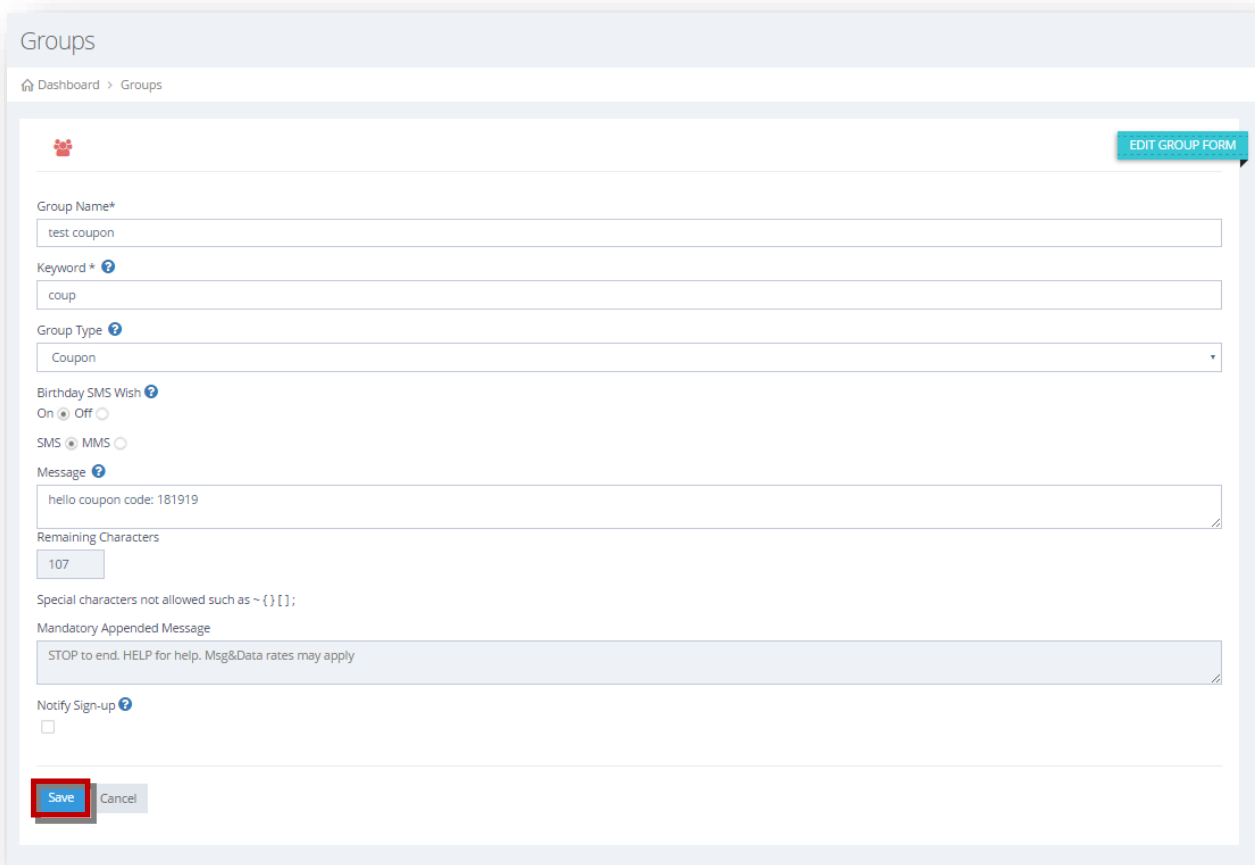 Groups
Dashboard > Groups
EDIT GROUP FORM
Group Name*
test coupon
Keyword * ?
coup
Group Type ?
Coupon
Birthday SMS Wish ?
On Off
SMS MMS
Message ?
hello coupon code: 181919
Remaining Characters
107
Special characters not allowed such as ~ { } [ ] ;
Mandatory Appended Message
STOP to end. HELP for help. Msg&Data rates may apply
Notify Sign-up ?
Save Cancel